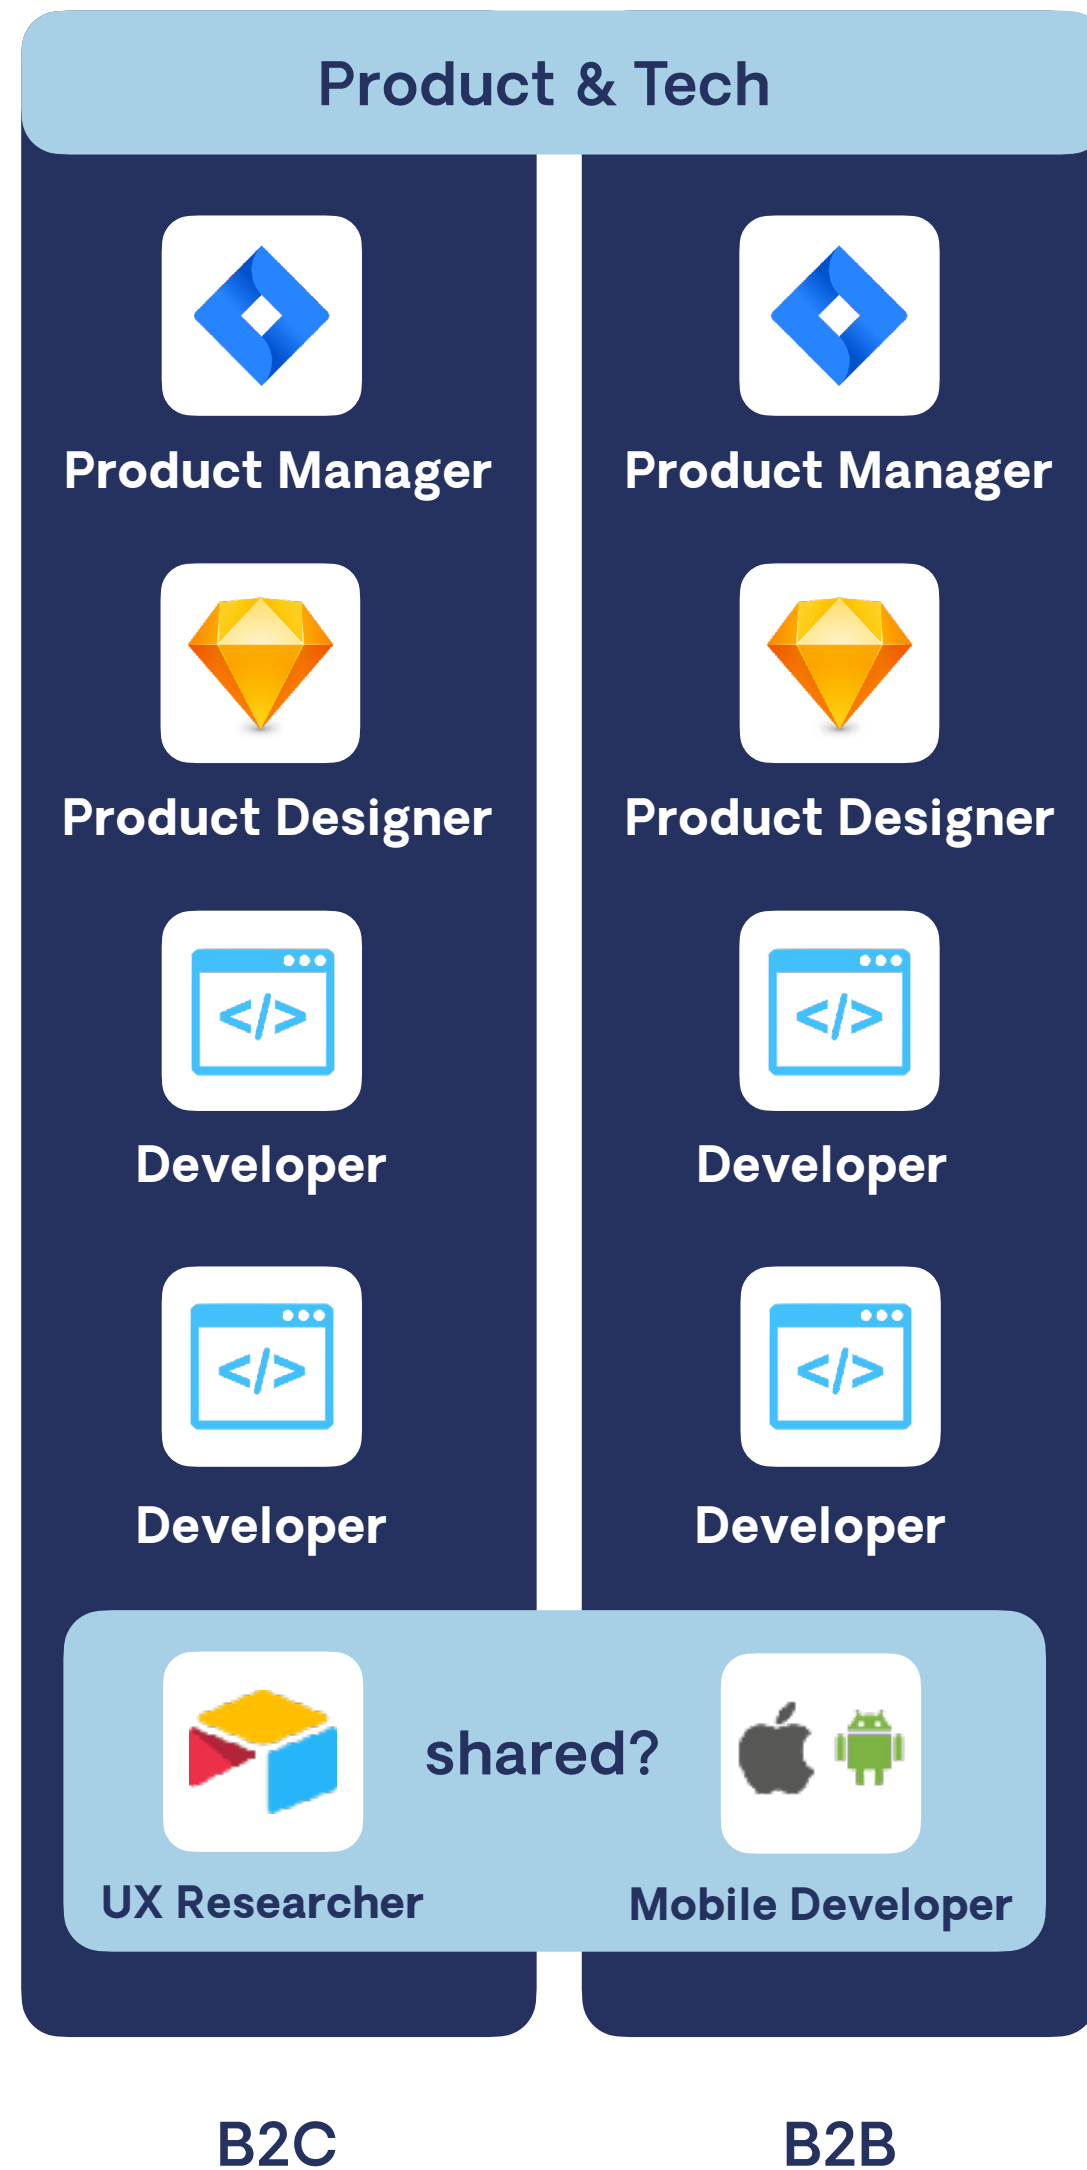 Product & Tech
Product Manager
Product Manager
Product Designer
Product Designer
</>
</>
Developer
Developer
</>
</>
Developer
Developer
shared?
UX Researcher
Mobile Developer
B2C
B2B